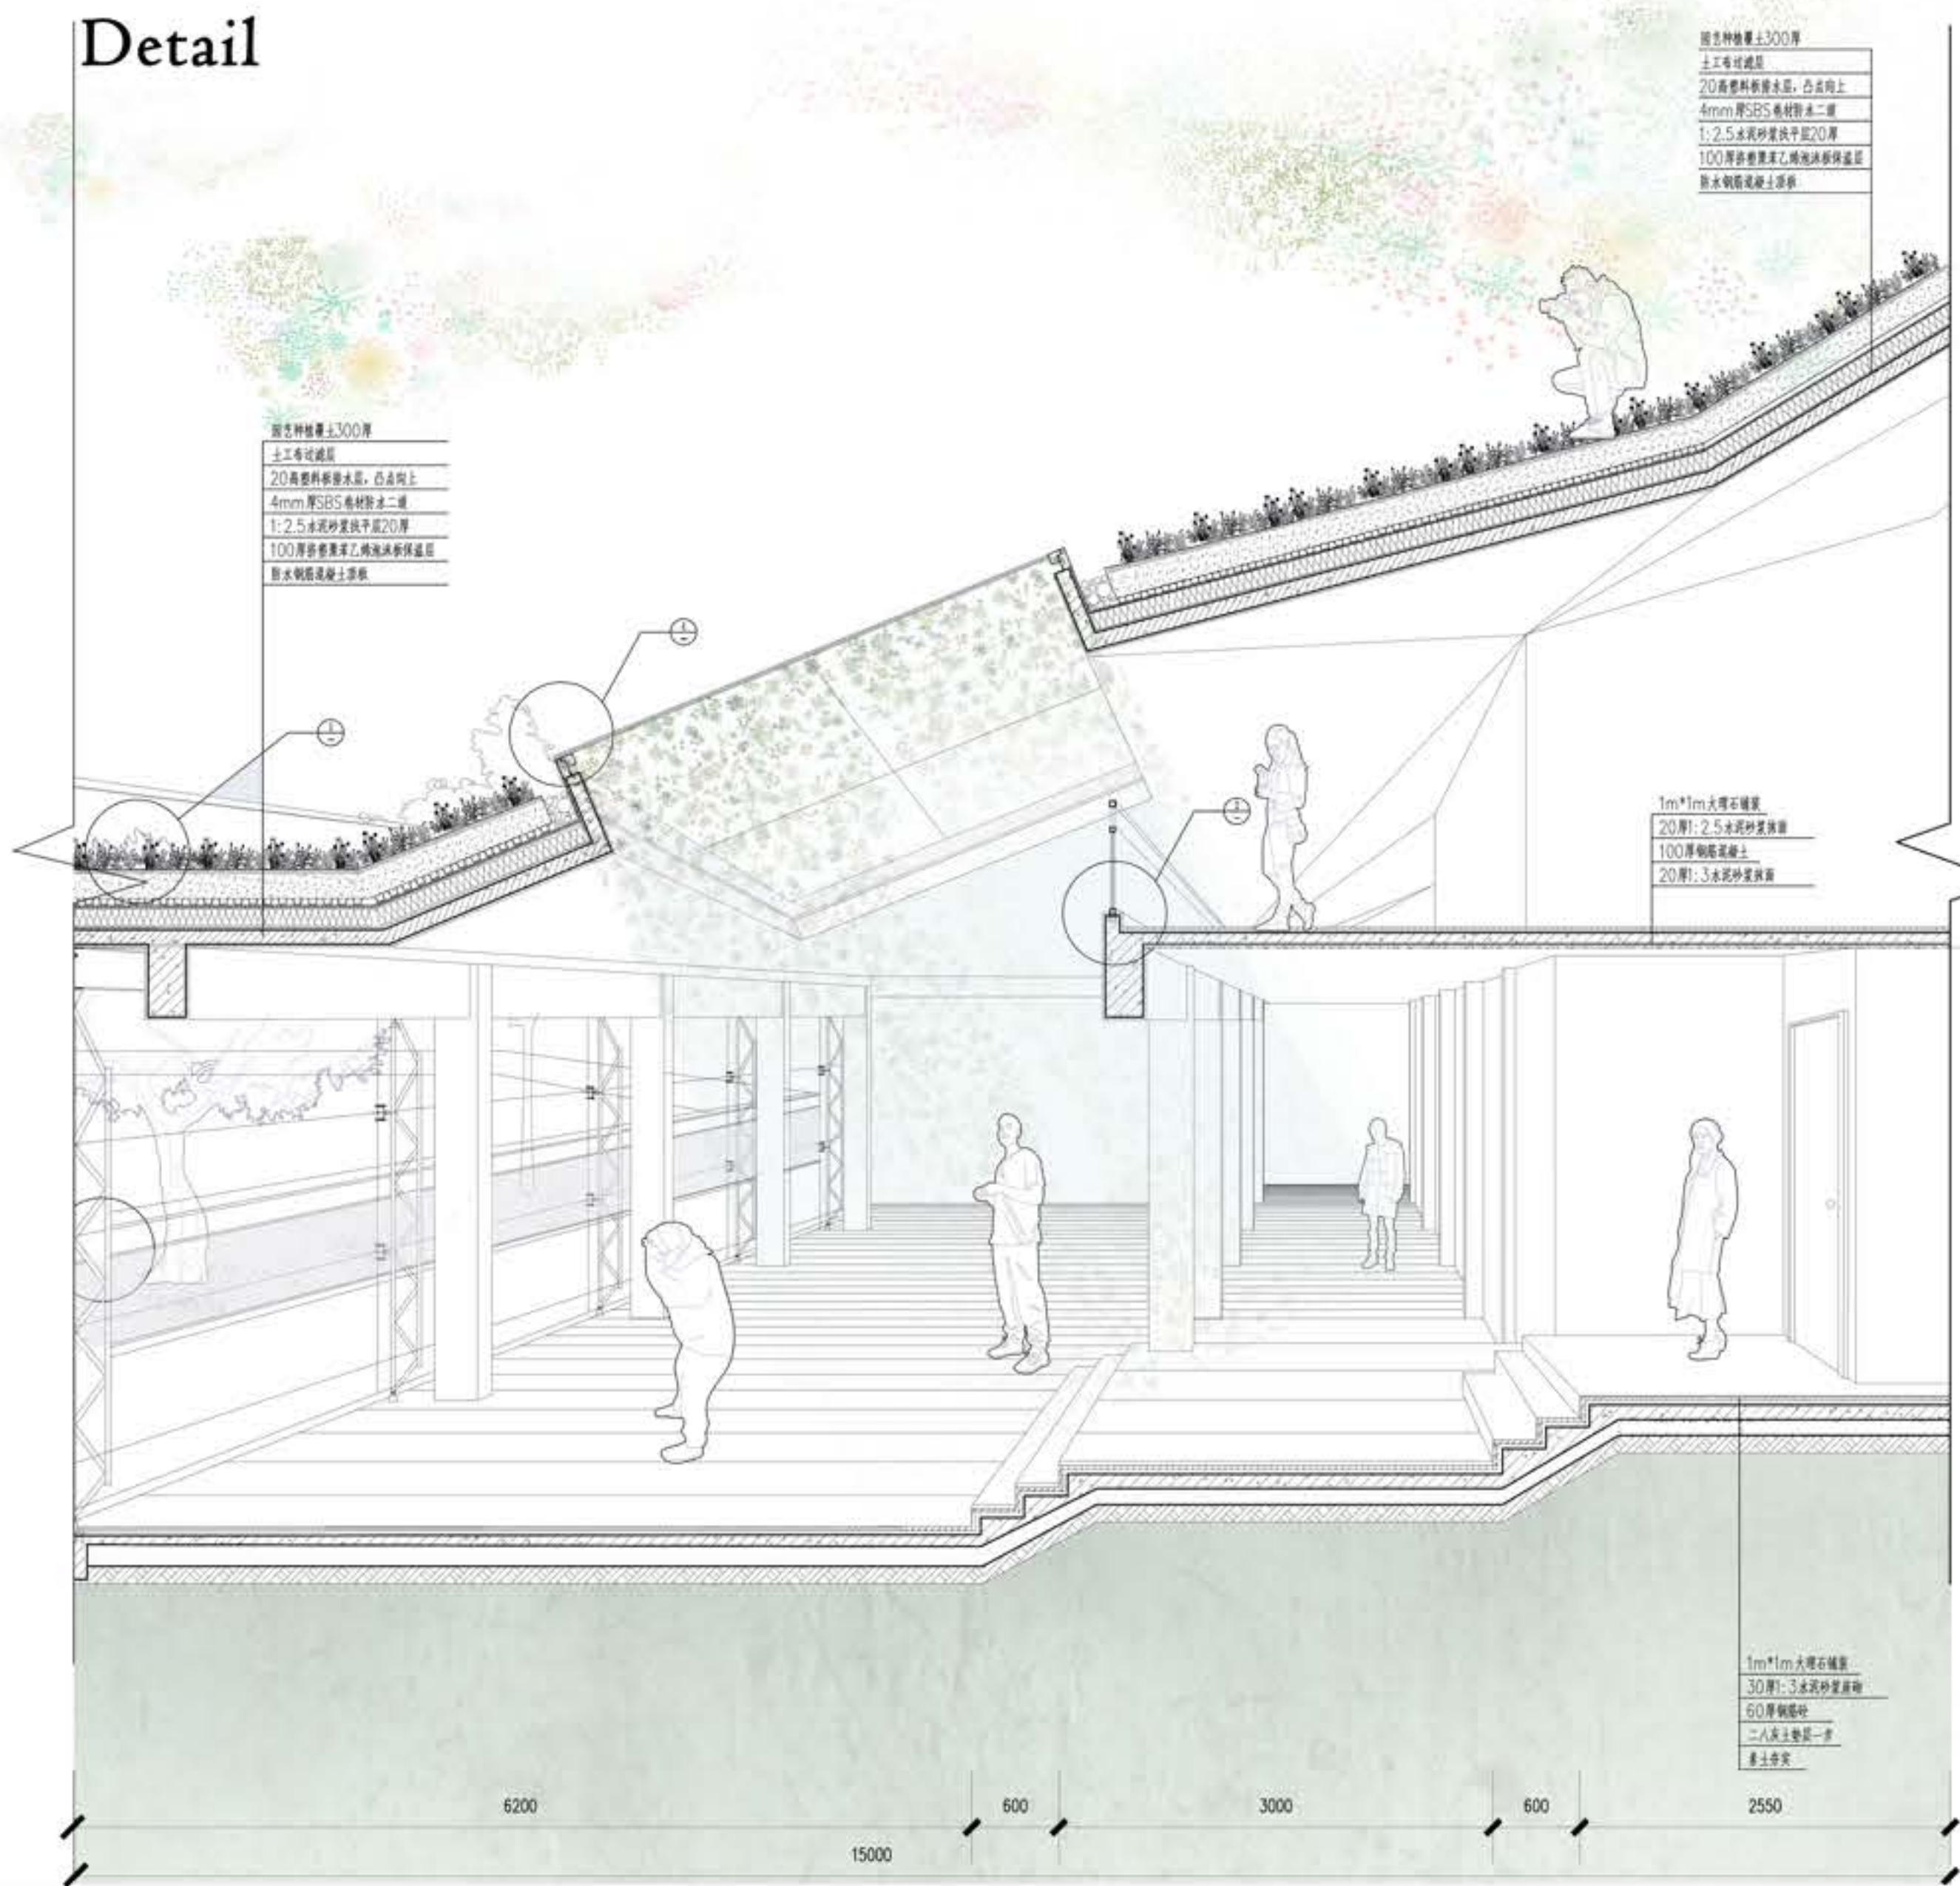 Detail
园艺种植覆土300厚
土工布过滤层
20高塑料板排水层，凸点向上
4mm厚SBS卷材防水二道
1:2.5水泥砂浆找平层20厚
100厚挤塑聚苯乙烯泡沫板保温层
防水钢筋混凝土顶板
园艺种植覆土300厚
土工布过滤层
20高塑料板排水层，凸点向上
4mm厚SBS卷材防水二道
1:2.5水泥砂浆找平层20厚
100厚挤塑聚苯乙烯泡沫板保温层
防水钢筋混凝土顶板
1m*1m大理石铺装
20厚1:2.5水泥砂浆抹面
100厚钢筋混凝土
20厚1:3水泥砂浆抹面
1m*1m大理石铺装
30厚1:3水泥砂浆
60厚钢筋砼
二八灰土垫层一步
素土夯实
6200
600
3000
600
2550
15000